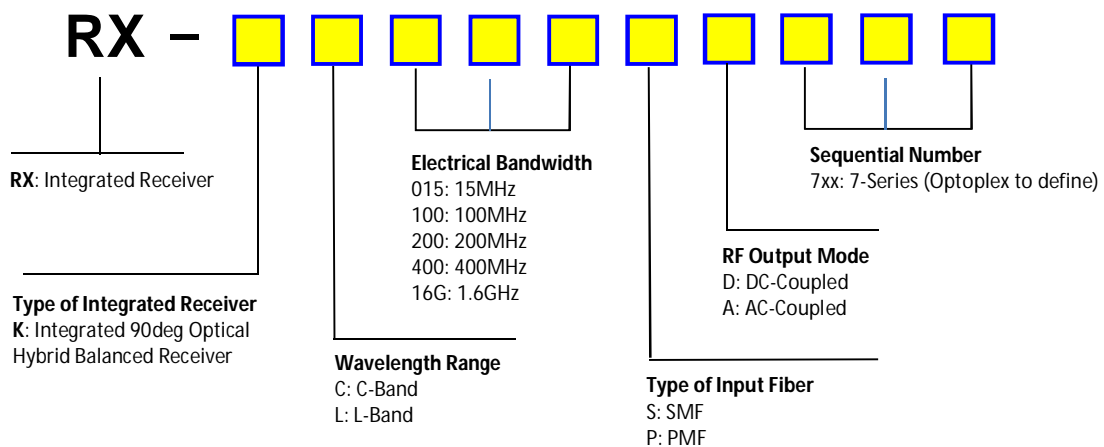 RX –
RX: Integrated Receiver
Type of Integrated Receiver
K: Integrated 90deg Optical
Hybrid Balanced Receiver
Wavelength Range
C: C-Band
L: L-Band
Electrical Bandwidth
015: 15MHz
100: 100MHz
200: 200MHz
400: 400MHz
16G: 1.6GHz
Type of Input Fiber
S: SMF
P: PMF
RF Output Mode
D: DC-Coupled
A: AC-Coupled
Sequential Number
7xx: 7-Series (Optoplex to define)